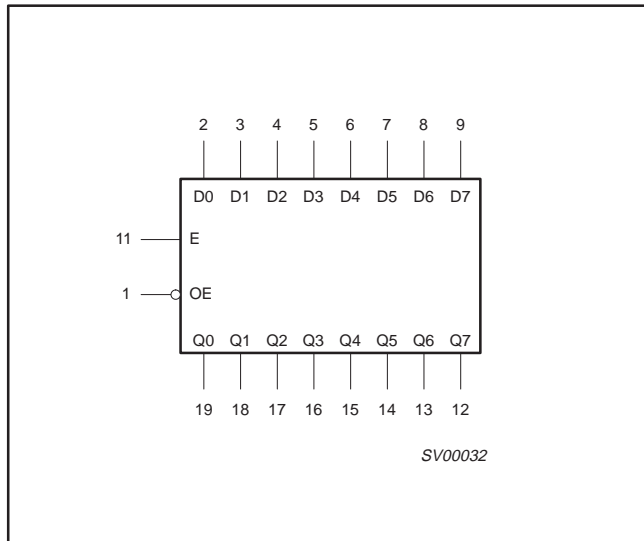 2 3 4 5 6 7 8 9
D0 D1 D2 D3 D4 D5 D6 D7
11 E
1 OE
Q0 Q1 Q2 Q3 Q4 Q5 Q6 Q7
19 18 17 16 15 14 13 12
SV00032